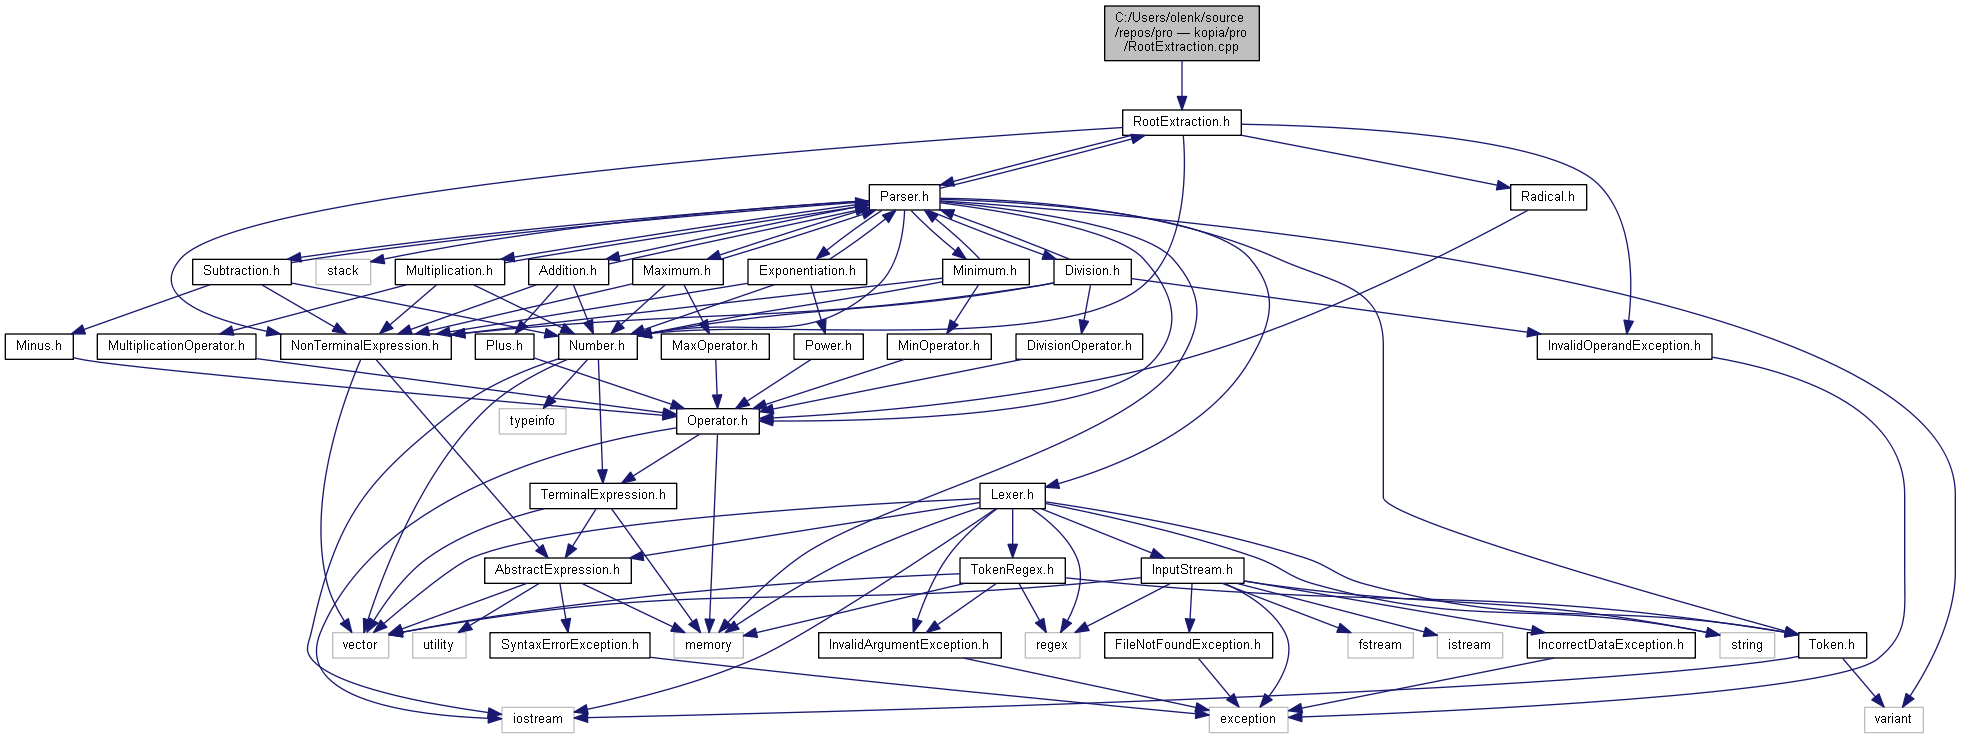 C:/Users/olenk/source
/repos/pro — kopia/pro
/RootExtraction.cpp
RootExtraction.h
Parser.h
Radical.h
Subtraction.h
stack
Multiplication.h
Addition.h
Maximum.h
Exponentiation.h
Minimum.h
Division.h
Minus.h
MultiplicationOperator.h
NonTerminalExpression.h
Plus.h
Number.h
MaxOperator.h
Power.h
MinOperator.h
DivisionOperator.h
InvalidOperandException.h
typeinfo
Operator.h
TerminalExpression.h
Lexer.h
AbstractExpression.h
TokenRegex.h
InputStream.h
vector
utility
SyntaxErrorException.h
memory
InvalidArgumentException.h
regex
FileNotFoundException.h
fstream
istream
IncorrectDataException.h
string
Token.h
iostream
exception
variant